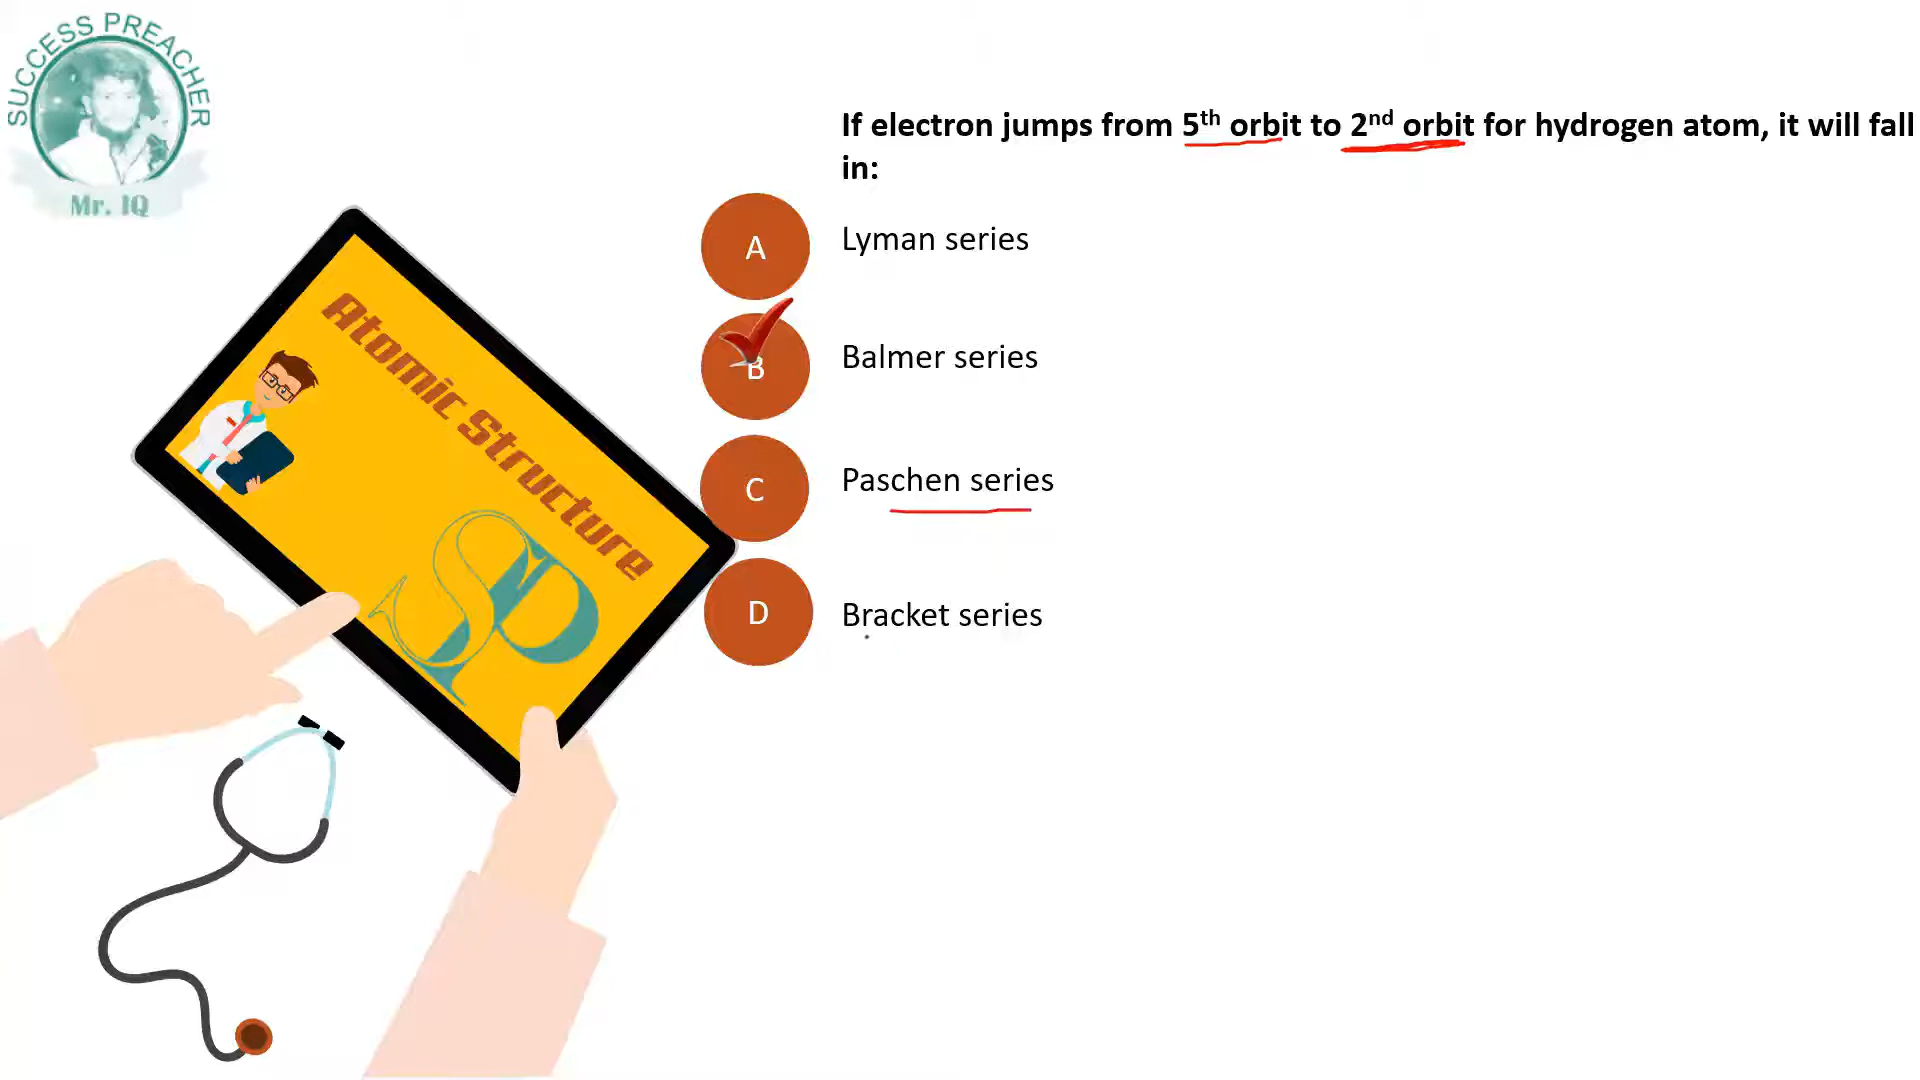 SUCCESS PREACHER
Mr. IQ
If electron jumps from 5th orbit to 2nd orbit for hydrogen atom, it will fall
in:
A Lyman series
B Balmer series
C Paschen series
D Bracket series
Atomic Structure
SP